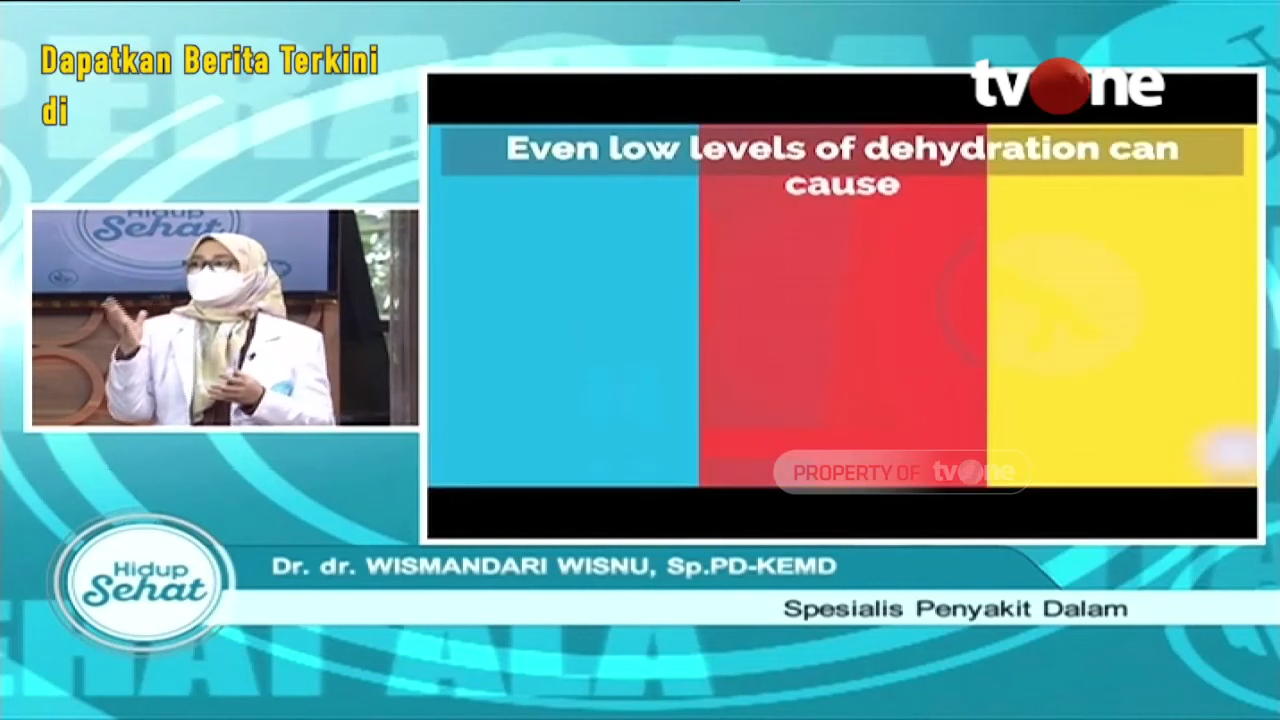 Dapatkan Berita Terkini
di
tvOne
Even low levels of dehydration can
cause
Hidup
Sehat
PROPERTY OF tvOne
Dr. dr. WISMANDARI WISNU, Sp.PD-KEMD
Hidup
Sehat
Spesialis Penyakit Dalam